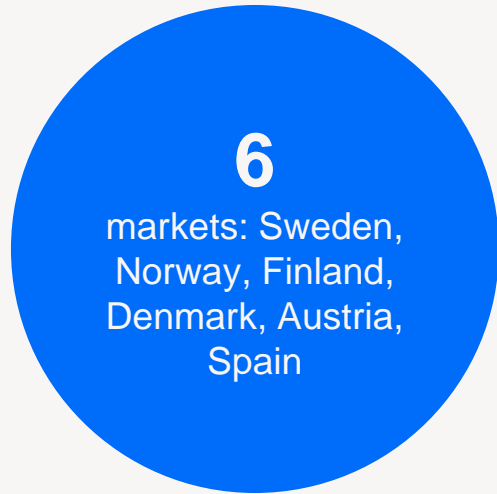 6
markets: Sweden,
Norway, Finland,
Denmark, Austria,
Spain